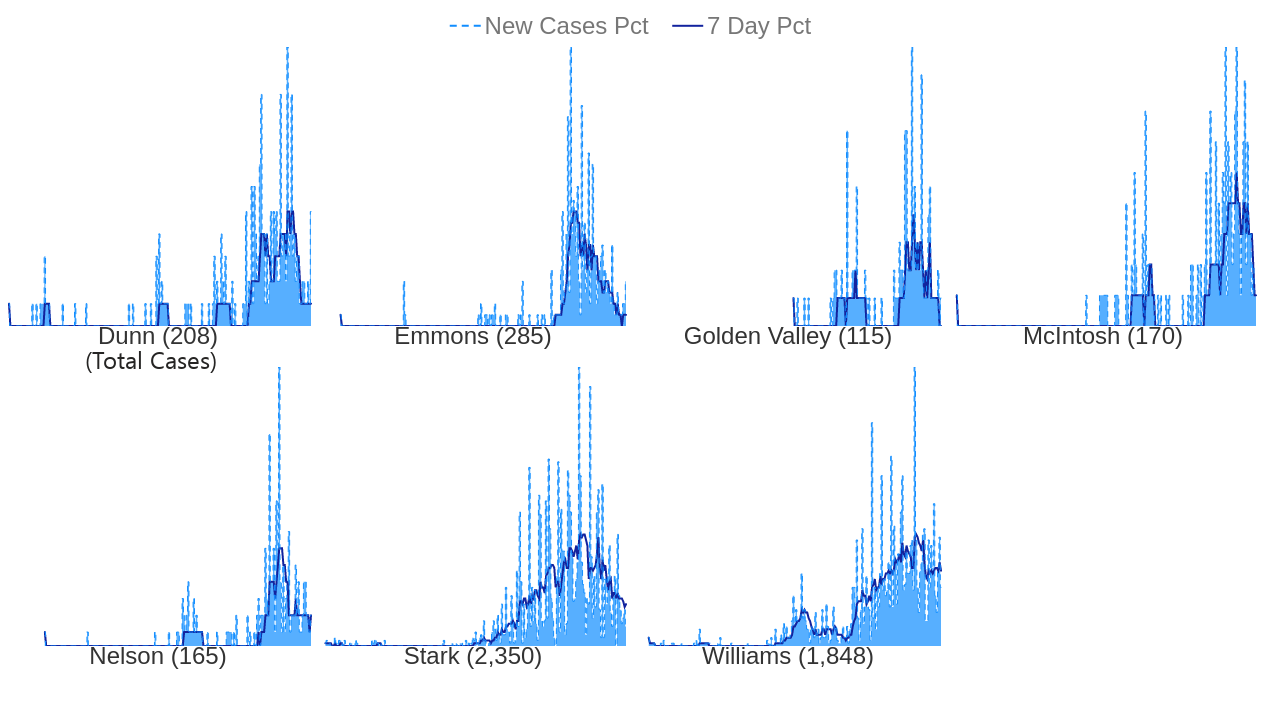 New Cases Pct 7 Day Pct
Dunn (208)
(Total Cases)
Emmons (285)
Golden Valley (115)
McIntosh (170)
Nelson (165)
Stark (2,350)
Williams (1,848)